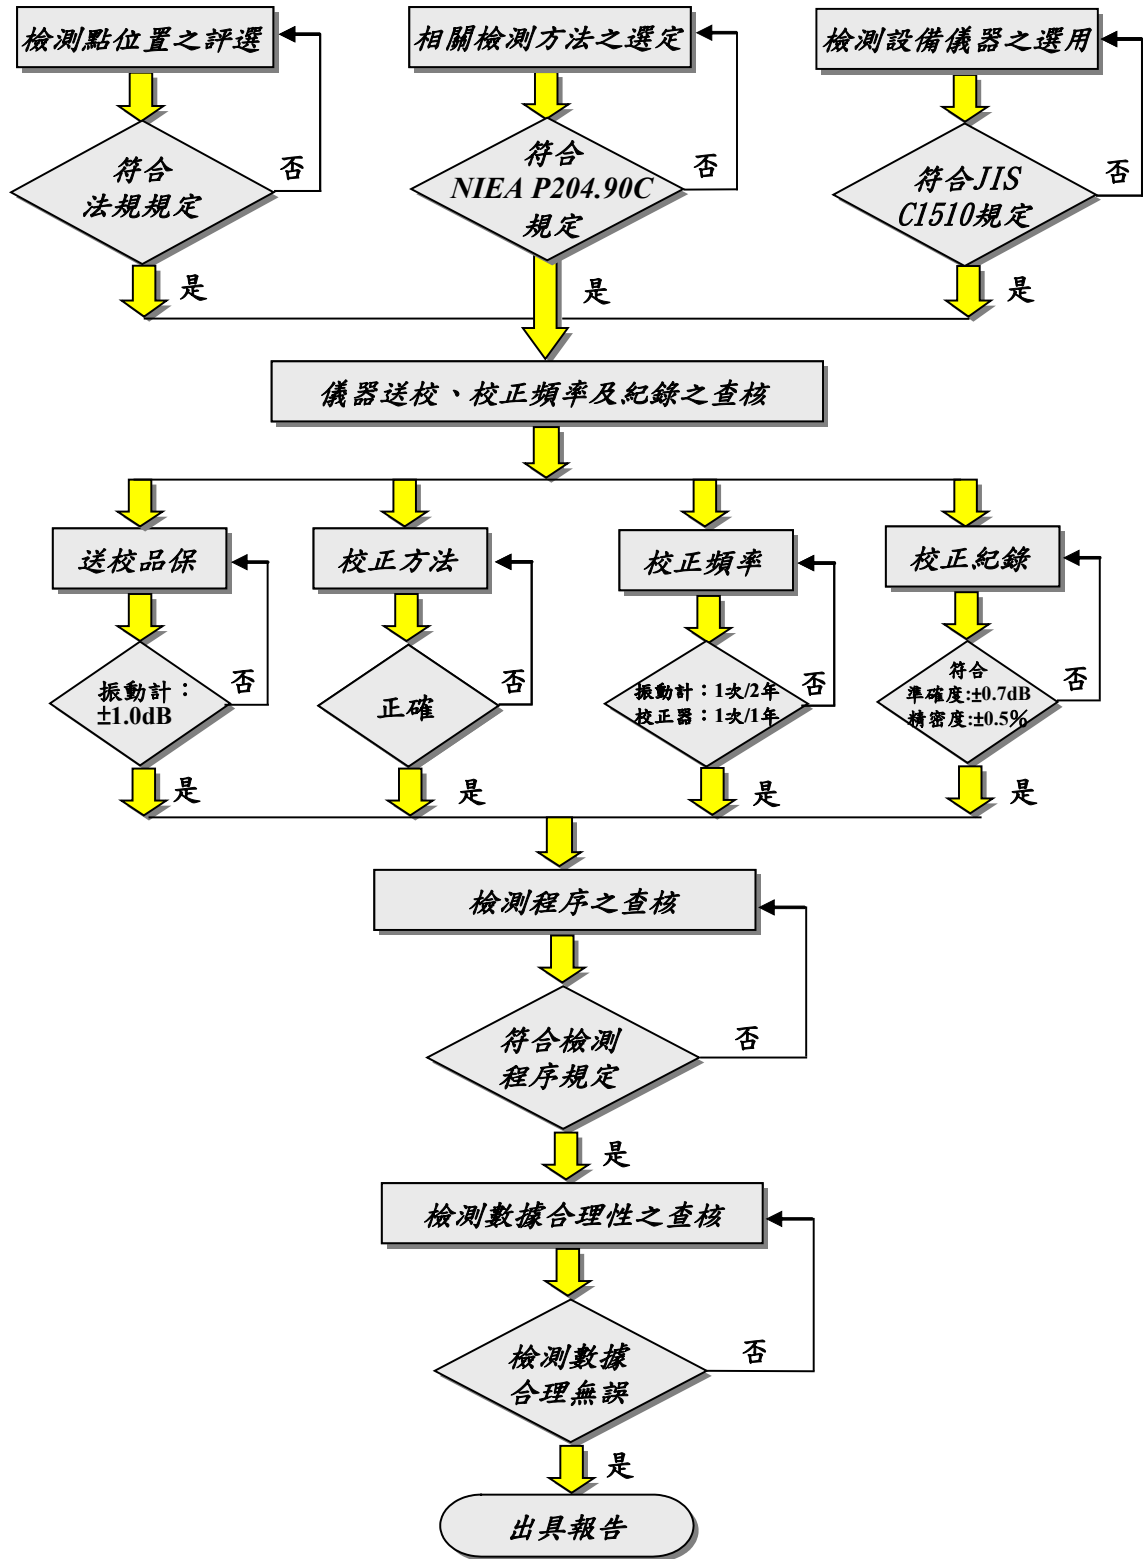 檢測點位置之評選
相關檢測方法之選定
檢測設備儀器之選用
符合
法規規定
否
符合
NIEA P204.90C
規定
否
符合JIS
C1510規定
否
是
是
是
儀器送校、校正頻率及紀錄之查核
送校品保
校正方法
校正頻率
校正紀錄
振動計：
±1.0dB
否
正確
否
振動計：1次/2年
校正器：1次/1年
否
符合
準確度:±0.7dB
精密度:±0.5%
否
是
是
是
是
檢測程序之查核
符合檢測
程序規定
否
是
檢測數據合理性之查核
檢測數據
合理無誤
否
是
出具報告